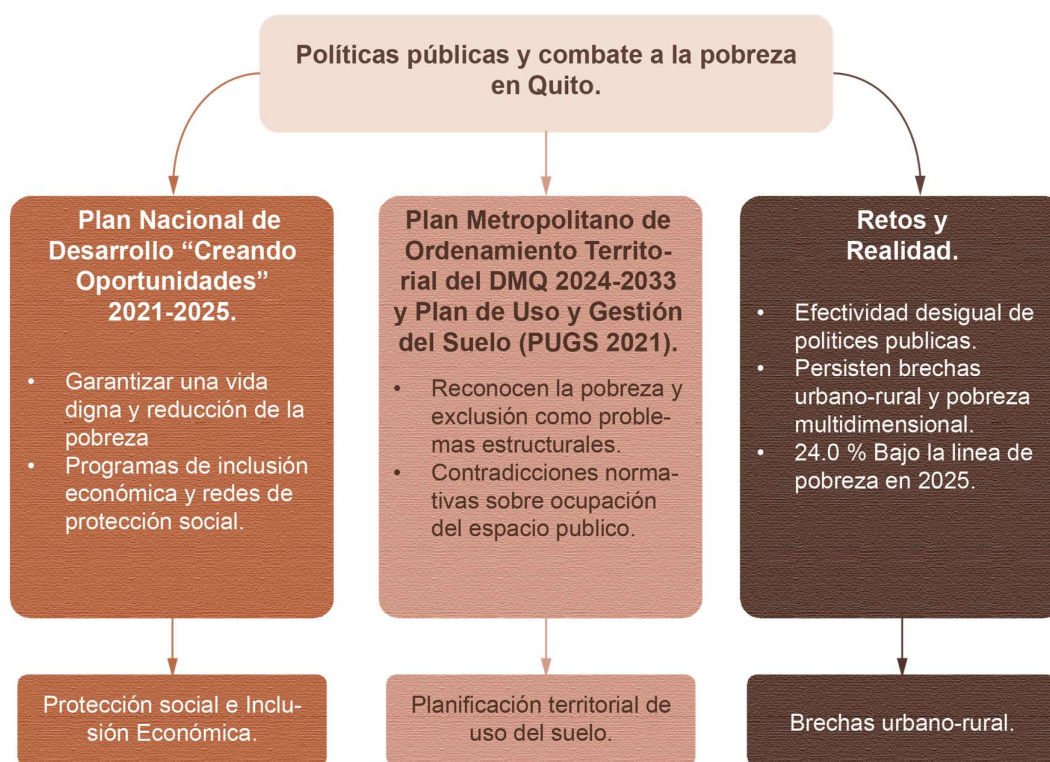 Políticas públicas y combate a la pobreza
en Quito.
Plan Nacional de
Desarrollo “Creando
Oportunidades”
2021-2025.
• Garantizar una vida
digna y reducción de la
pobreza
• Programas de inclusión
económica y redes de
protección social.
Protección social e Inclu-
sión Económica.
Plan Metropolitano de
Ordenamiento Territo-
rial del DMQ 2024-2033
y Plan de Uso y Gestión
del Suelo (PUGS 2021).
• Reconocen la pobreza y
exclusión como proble-
mas estructurales.
• Contradicciones norma-
tivas sobre ocupación
del espacio publico.
Planificación territorial de
uso del suelo.
Retos y
Realidad.
• Efectividad desigual de
politices publicas.
• Persisten brechas
urbano-rural y pobreza
multidimensional.
• 24.0 % Bajo la linea de
pobreza en 2025.
Brechas urbano-rural.